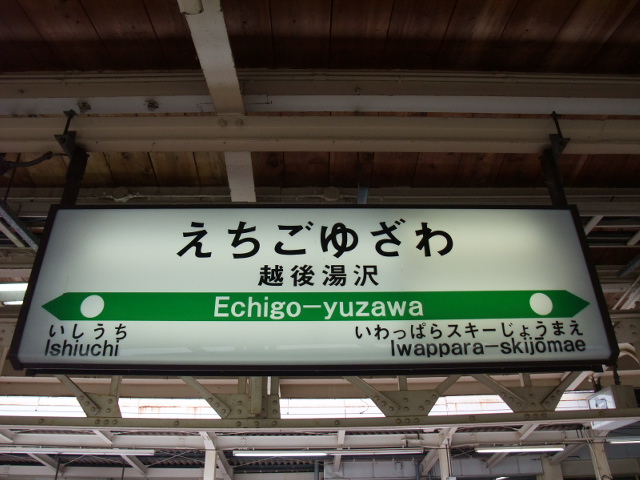 えちごゆざわ
越後湯沢
Echigo-yuzawa
いしうち いわっぱらスキーじょうまえ
Ishiuchi Iwappara-skijōmae